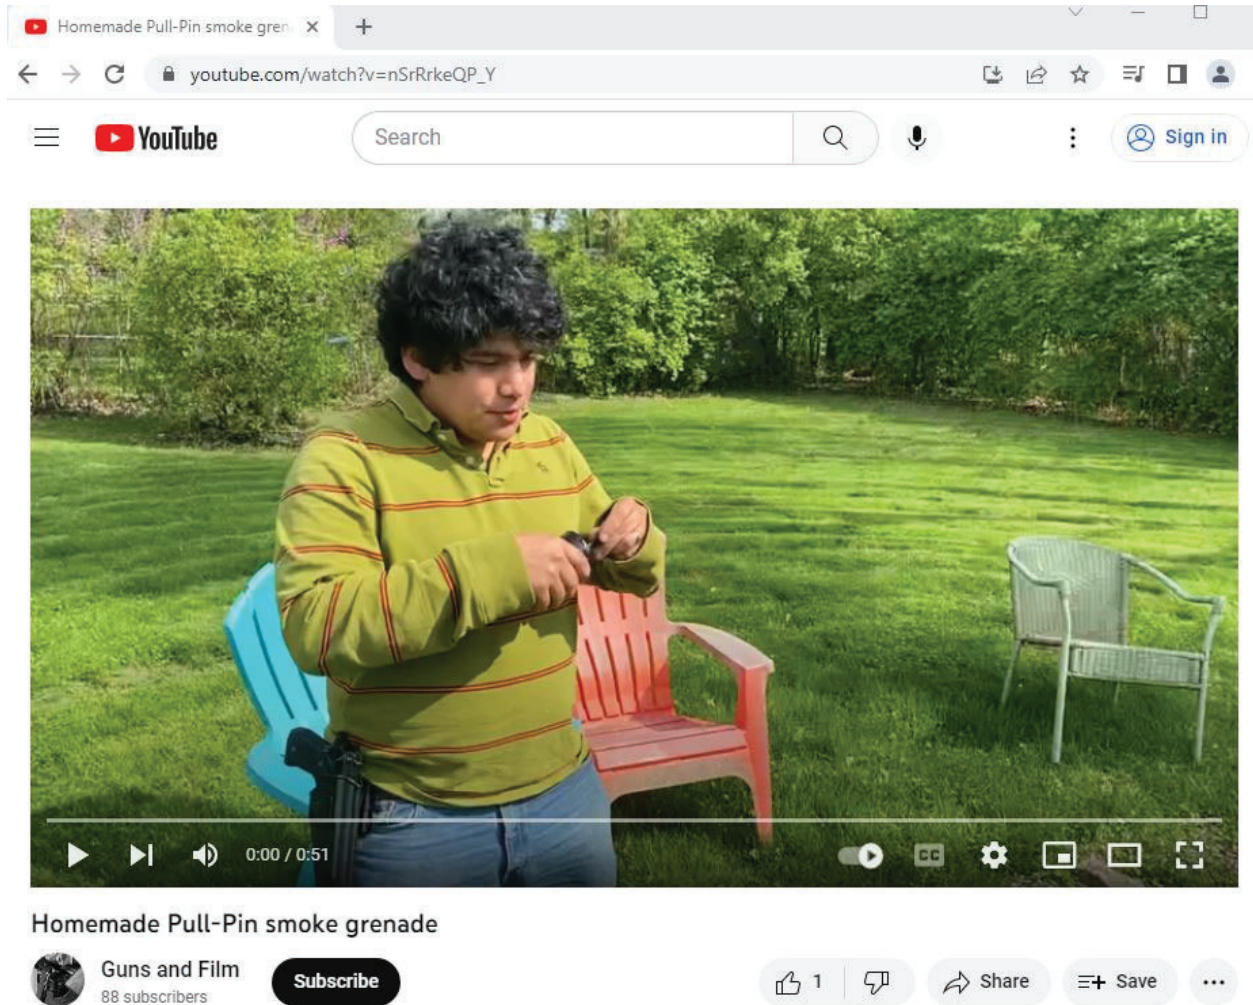 Homemade Pull-Pin smoke gren
youtube.com/watch?v=nSrRrkeQP_Y
YouTube
Search
Sign in
0:00 / 0:51
CC
Homemade Pull-Pin smoke grenade
Guns and Film
88 subscribers
Subscribe
1
Share
Save